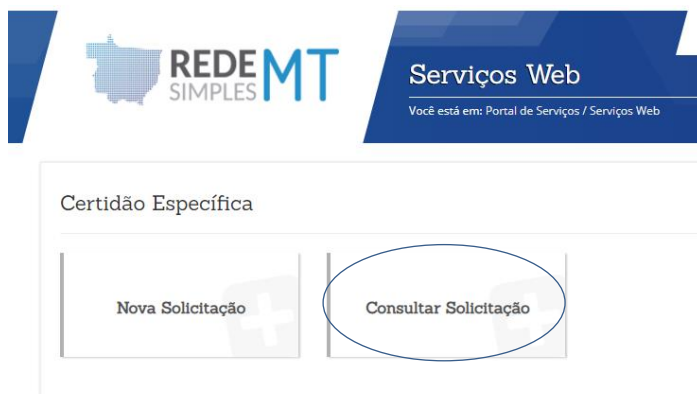 REDE MT
SIMPLES
Serviços Web
Você está em: Portal de Serviços / Serviços Web
Certidão Específica
Nova Solicitação
Consultar Solicitação